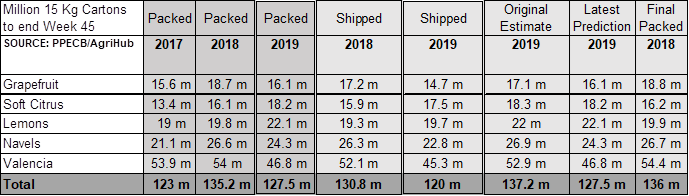 Million 15 Kg Cartons to end Week 45 Packed Packed Packed Shipped Shipped Original Estimate Latest Prediction Final Packed
SOURCE: PPECB/AgriHub 2017 2018 2019 2018 2019 2019 2019 2018
Grapefruit 15.6 m 18.7 m 16.1 m 17.2 m 14.7 m 17.1 m 16.1 m 18.8 m
Soft Citrus 13.4 m 16.1 m 18.2 m 15.9 m 17.5 m 18.3 m 18.2 m 16.2 m
Lemons 19 m 19.8 m 22.1 m 19.3 m 19.7 m 22 m 22.1 m 19.9 m
Navels 21.1 m 26.6 m 24.3 m 26.3 m 22.8 m 26.9 m 24.3 m 26.7 m
Valencia 53.9 m 54 m 46.8 m 52.1 m 45.3 m 52.9 m 46.8 m 54.4 m
Total 123 m 135.2 m 127.5 m 130.8 m 120 m 137.2 m 127.5 m 136 m